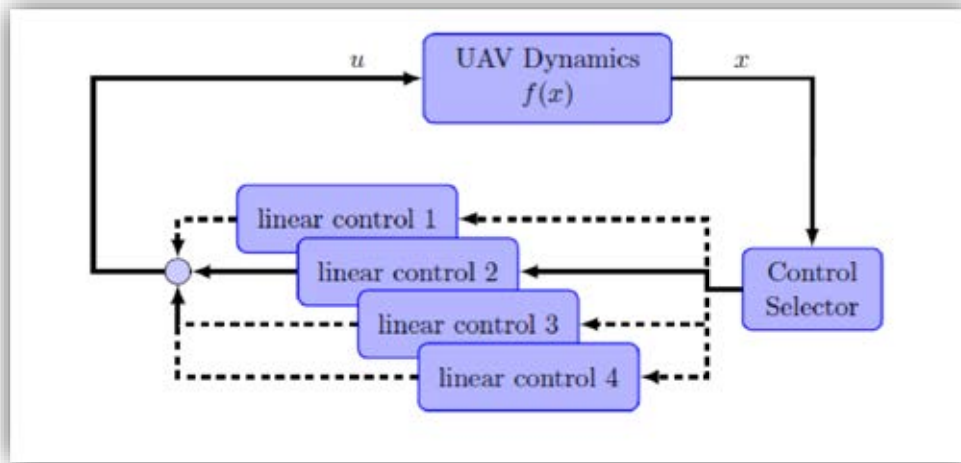 u
UAV Dynamics
f(x)
x
linear control 1
linear control 2
linear control 3
linear control 4
Control
Selector